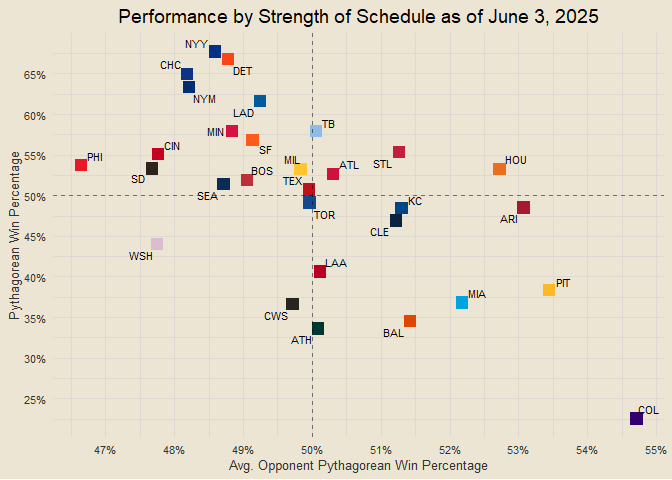 Performance by Strength of Schedule as of June 3, 2025
NYY
CHC
DET
NYM
LAD
MIN
TB
SF
CIN
STL
PHI
SD
MIL
ATL
HOU
BOS
TEX
SEA
TOR
KC
CLE
ARI
WSH
LAA
PIT
MIA
CWS
BAL
ATH
COL
65%
60%
55%
50%
45%
40%
35%
30%
25%
Pythagorean Win Percentage
47%
48%
49%
50%
51%
52%
53%
54%
55%
Avg. Opponent Pythagorean Win Percentage